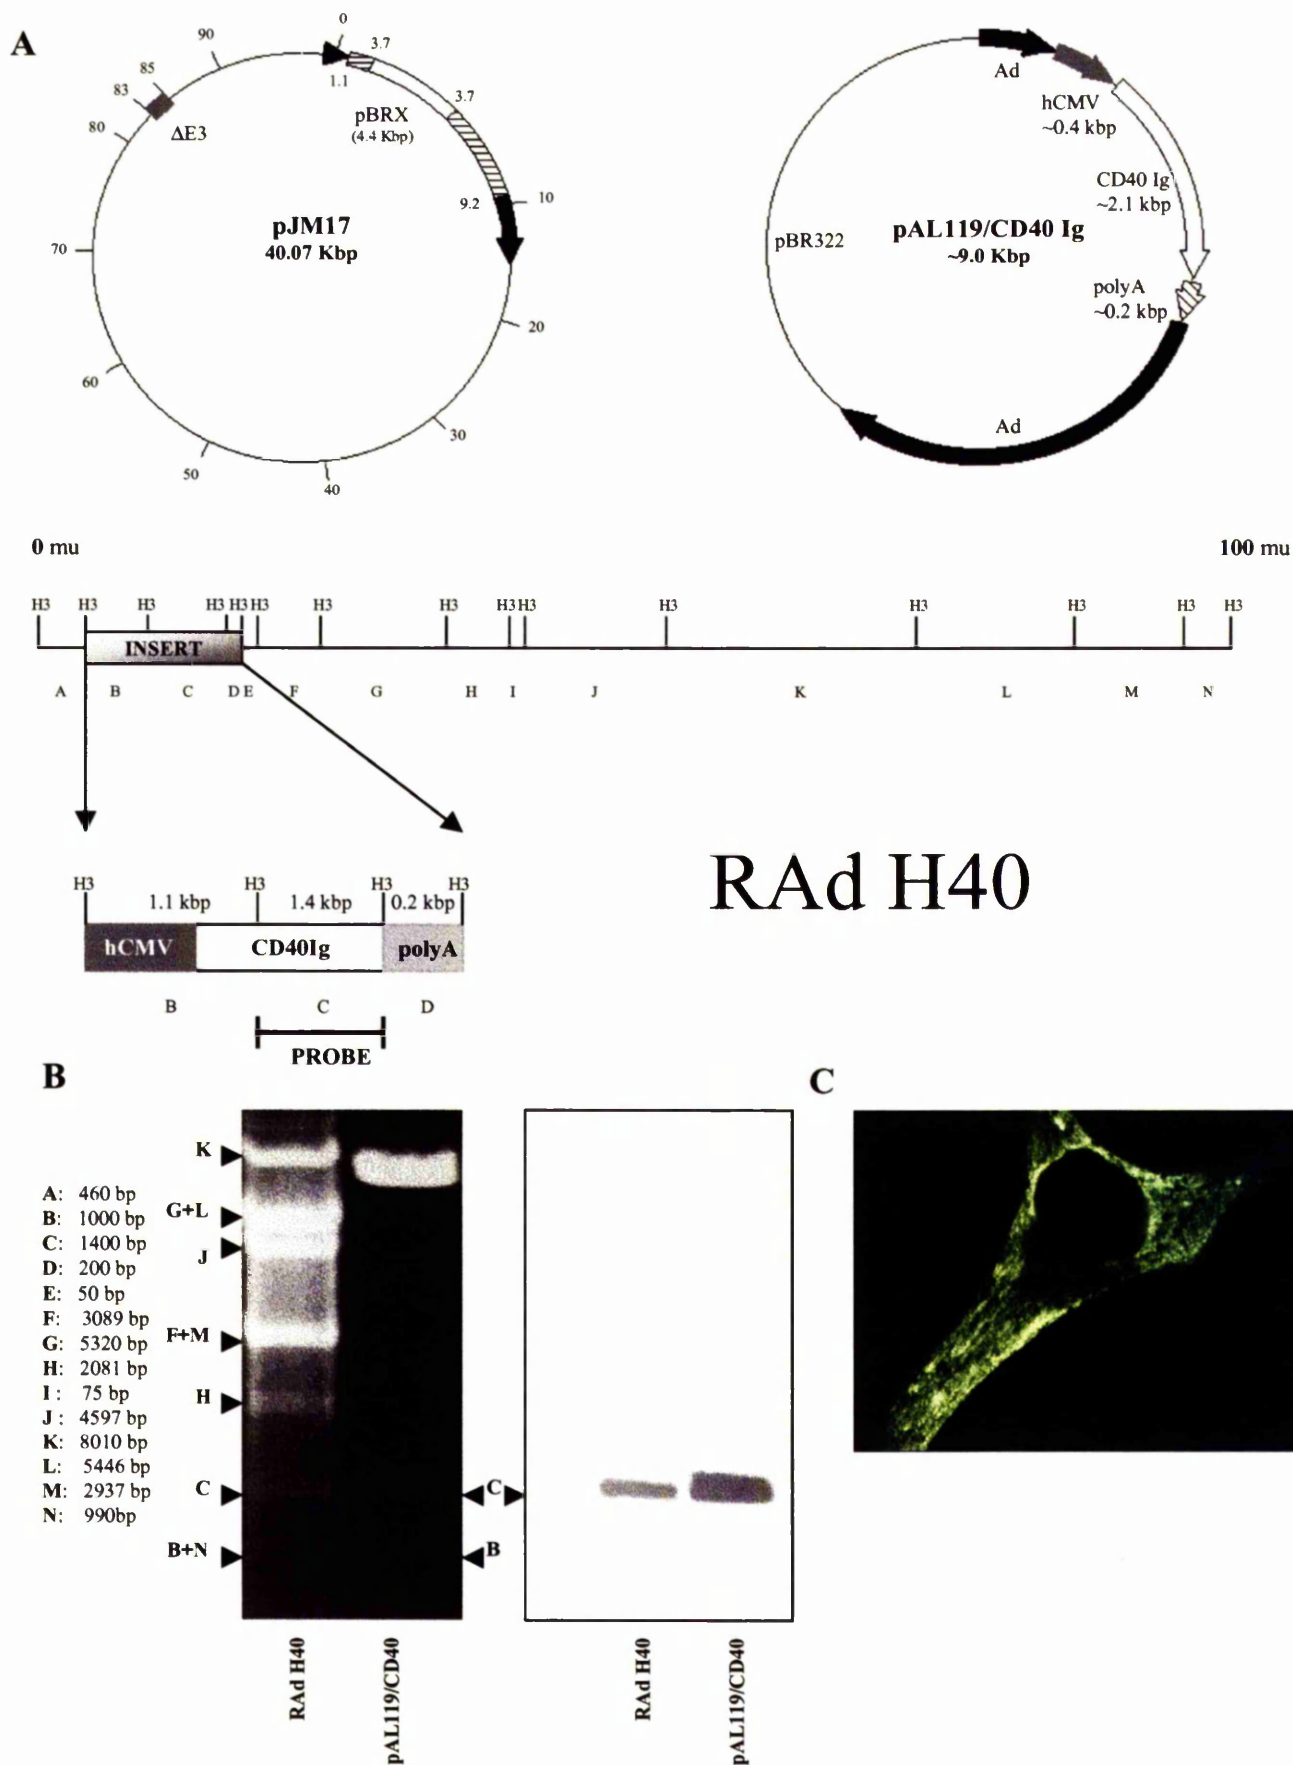 A
0
3.7
90
85
83
80
ΔE3
1.1
pBRX
(4.4 Kbp)
3.7
9.2
10
pJM17
40.07 Kbp
70
20
60
30
50
40
Ad
hCMV
~0.4 kbp
CD40 Ig
~2.1 kbp
pBR322
pAL119/CD40 Ig
~9.0 Kbp
polyA
~0.2 kbp
Ad
0 mu
100 mu
H3 H3 H3 H3 H3 H3 H3 H3 H3 H3 H3 H3 H3 H3 H3
INSERT
A B C D E F G H I J K L M N
RAd H40
H3 H3 H3 H3
1.1 kbp 1.4 kbp 0.2 kbp
hCMV CD40Ig polyA
B C D
PROBE
B
A: 460 bp
B: 1000 bp
C: 1400 bp
D: 200 bp
E: 50 bp
F: 3089 bp
G: 5320 bp
H: 2081 bp
I : 75 bp
J : 4597 bp
K: 8010 bp
L: 5446 bp
M: 2937 bp
N: 990bp
K
G+L
J
F+M
H
C
B+N
C
B
RAd H40
pAL119/CD40
RAd H40
pAL119/CD40
C